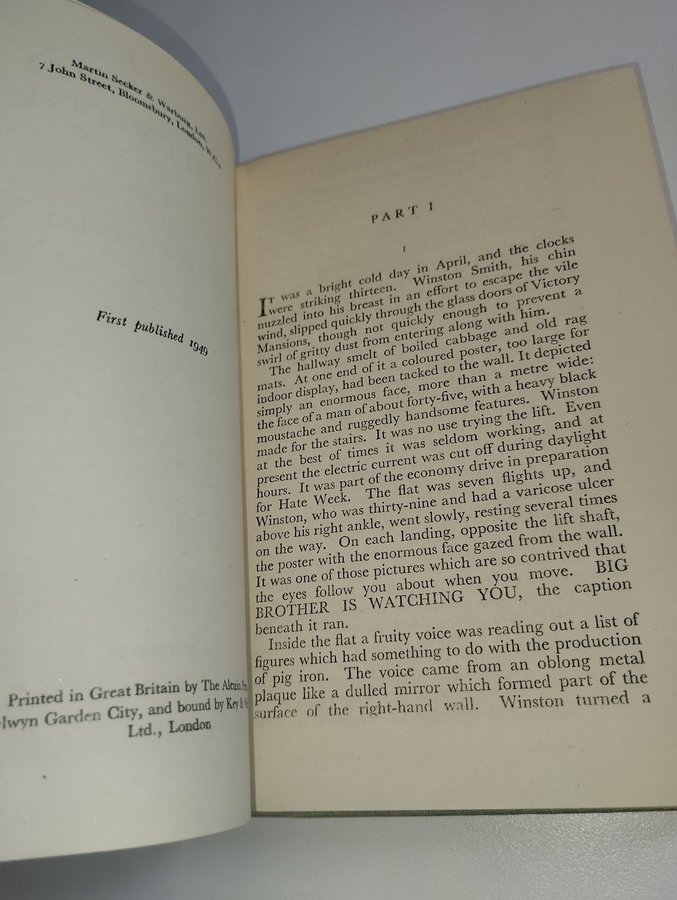 Martin Secker & Warburg, Ltd.
7 John Street, Bloomsbury, London, W.C.1
First published 1949
Printed in Great Britain by The Alcuin
Garden City, and bound by Key &
Ltd., London
PART I
I
IT was a bright cold day in April, and the clocks
were striking thirteen. Winston Smith, his chin
nuzzled into his breast in an effort to escape the vile
wind, slipped quickly through the glass doors of Victory
Mansions, though not quickly enough to prevent a
swirl of gritty dust from entering along with him.
The hallway smelt of boiled cabbage and old rag
mats. At one end of it a coloured poster, too large for
indoor display, had been tacked to the wall. It depicted
simply an enormous face, more than a metre wide:
the face of a man of about forty-five, with a heavy black
moustache and ruggedly handsome features. Winston
made for the stairs. It was no use trying the lift. Even
at the best of times it was seldom working, and at
present the electric current was cut off during daylight
hours. It was part of the economy drive in preparation
for Hate Week. The flat was seven flights up, and
Winston, who was thirty-nine and had a varicose ulcer
above his right ankle, went slowly, resting several times
on the way. On each landing, opposite the lift shaft,
the poster with the enormous face gazed from the wall.
It was one of those pictures which are so contrived that
the eyes follow you about when you move. BIG
BROTHER IS WATCHING YOU, the caption
beneath it ran.
Inside the flat a fruity voice was reading out a list of
figures which had something to do with the production
of pig iron. The voice came from an oblong metal
plaque like a dulled mirror which formed part of the
surface of the right-hand wall. Winston turned a